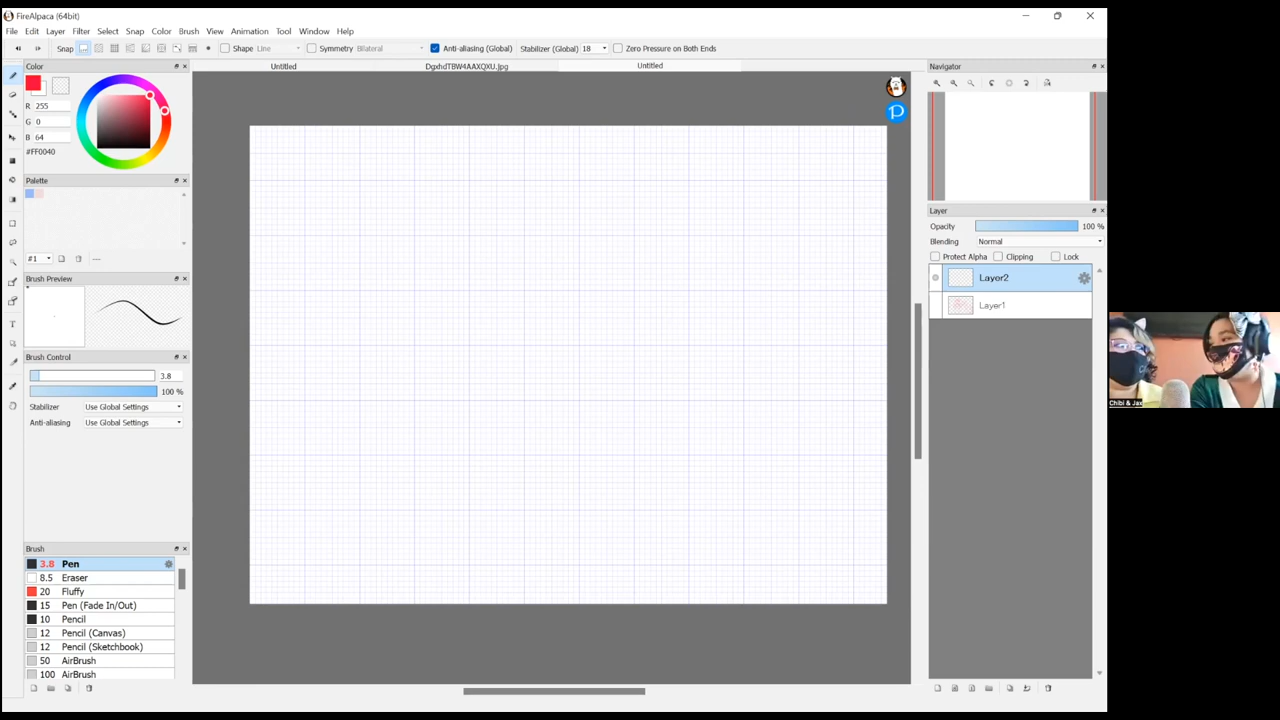 FireAlpaca (64bit)
File Edit Layer Filter Select Snap Color Brush View Animation Tool Window Help
Snap Shape Line Symmetry Bilateral Anti-aliasing (Global) Stabilizer (Global) 18 Zero Pressure on Both Ends
Color
Untitled DgxhdTBW4AAXQXU.jpg Untitled
Navigator
R 255
G 0
B 64
#FF0040
Palette
#1 ---
Brush Preview
Brush Control
3.8
100 %
Stabilizer Use Global Settings
Anti-aliasing Use Global Settings
Brush
3.8 Pen
8.5 Eraser
20 Fluffy
15 Pen (Fade In/Out)
10 Pencil
12 Pencil (Canvas)
12 Pencil (Sketchbook)
50 AirBrush
100 AirBrush
Layer
Opacity 100 %
Blending Normal
Protect Alpha Clipping Lock
Layer2
Layer1
Chibi & Jax